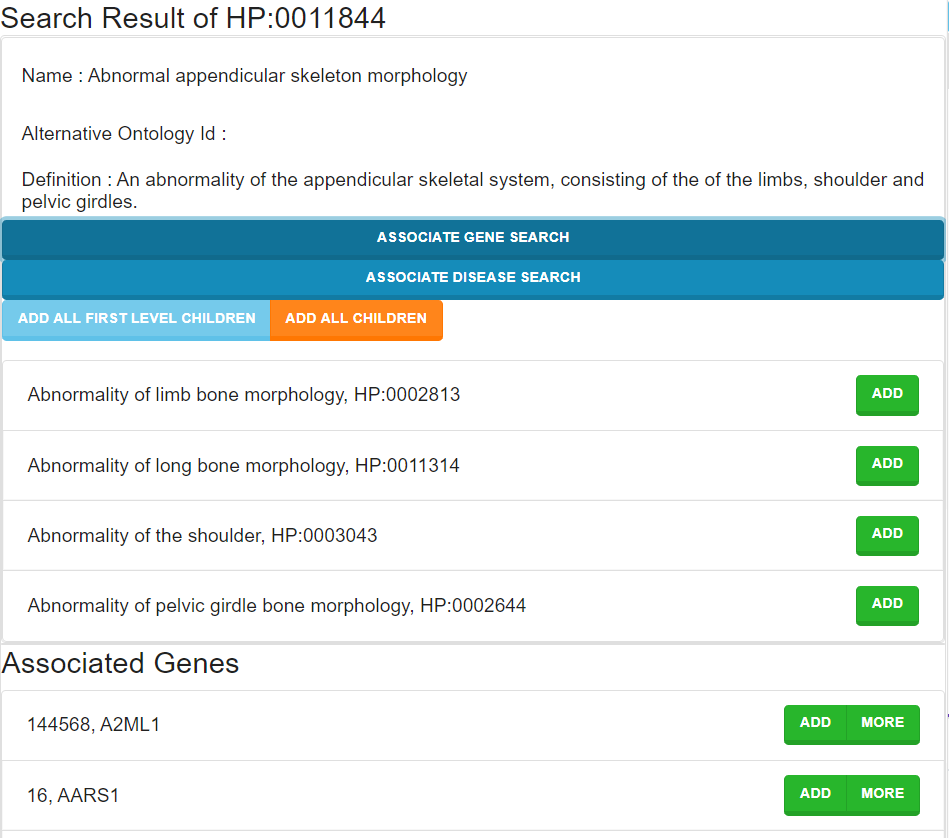 Search Result of HP:0011844
Name : Abnormal appendicular skeleton morphology
Alternative Ontology Id :
Definition : An abnormality of the appendicular skeletal system, consisting of the of the limbs, shoulder and
pelvic girdles.
ASSOCIATE GENE SEARCH
ASSOCIATE DISEASE SEARCH
ADD ALL FIRST LEVEL CHILDREN ADD ALL CHILDREN
Abnormality of limb bone morphology, HP:0002813 ADD
Abnormality of long bone morphology, HP:0011314 ADD
Abnormality of the shoulder, HP:0003043 ADD
Abnormality of pelvic girdle bone morphology, HP:0002644 ADD
Associated Genes
144568, A2ML1 ADD MORE
16, AARS1 ADD MORE